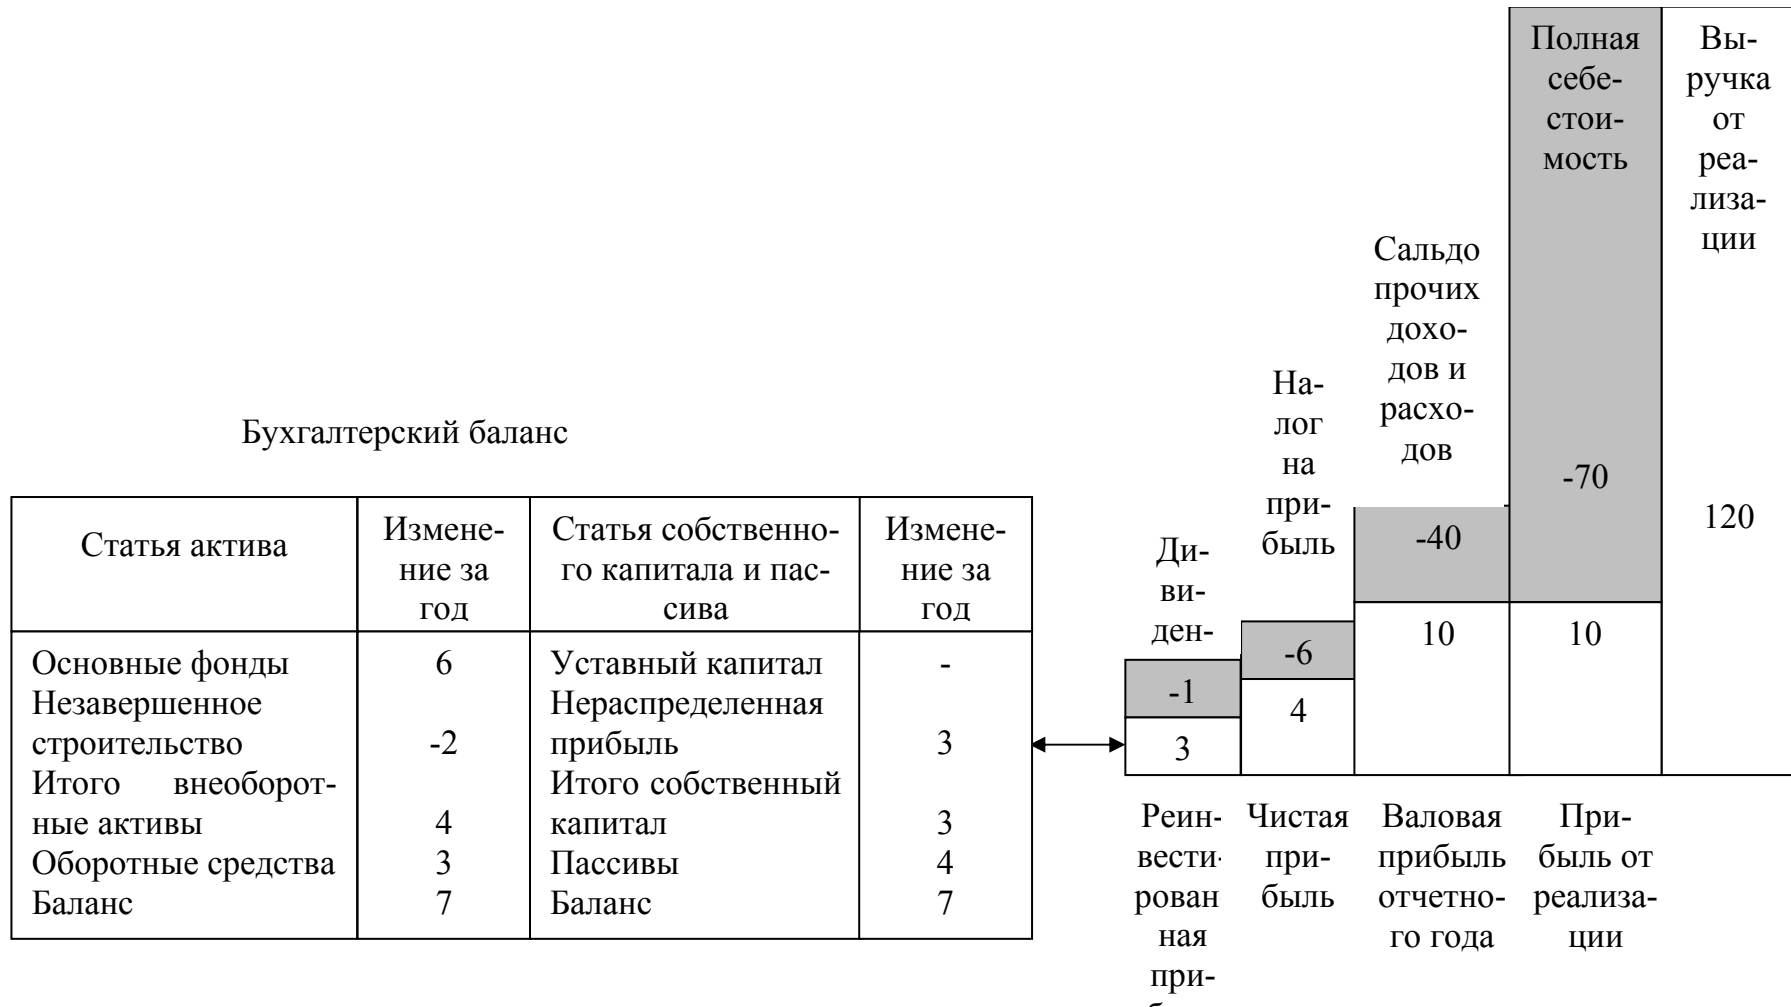 Бухгалтерский баланс
Статья актива
Измене-
ние за
год
Статья собственно-
го капитала и пас-
сива
Измене-
ние за
год
Основные фонды 6 Уставный капитал -
Незавершенное Нераспределенная
строительство -2 прибыль 3
Итого внеоборот- Итого собственный
ные активы 4 капитал 3
Оборотные средства 3 Пассивы 4
Баланс 7 Баланс 7
Ди-
ви-
ден-
-1
3
Реин-
вести-
рован
ная
при-
На-
лог
на
при-
быль
-6
4
Чистая
при-
быль
Сальдо
прочих
дохо-
дов и
расхо-
дов
-40
10
Валовая
прибыль
отчетно-
го года
Полная
себе-
стои-
мость
-70
10
При-
быль от
реализа-
ции
Вы-
ручка
от
реа-
лиза-
ции
120